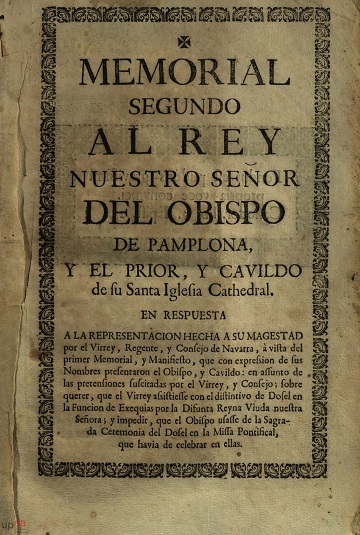 ✠
MEMORIAL
SEGUNDO
AL REY
NUESTRO SEÑOR
DEL OBISPO
DE PAMPLONA,
Y EL PRIOR, Y CAVILDO
de su Santa Iglesia Cathedral.
EN RESPUESTA
A LA REPRESENTACION HECHA A SU MAGESTAD
por el Virrey, Regente, y Consejo de Navarra, à vista del
primer Memorial, y Manifiesto, que con expression de sus
Nombres presentaron el Obispo, y Cavildo: en assunto de
las pretensiones suscitadas por el Virrey, y Consejo; sobre
querer, que el Virrey assistiesse con el distintivo de Dosel en
la Funcion de Exequias por la Difunta Reyna Viuda nuestra
Señora; y impedir, que el Obispo usasse de la Sagra-
da Ceremonia del Dosel en la Missa Pontifical,
que havia de celebrar en ellas.
upna